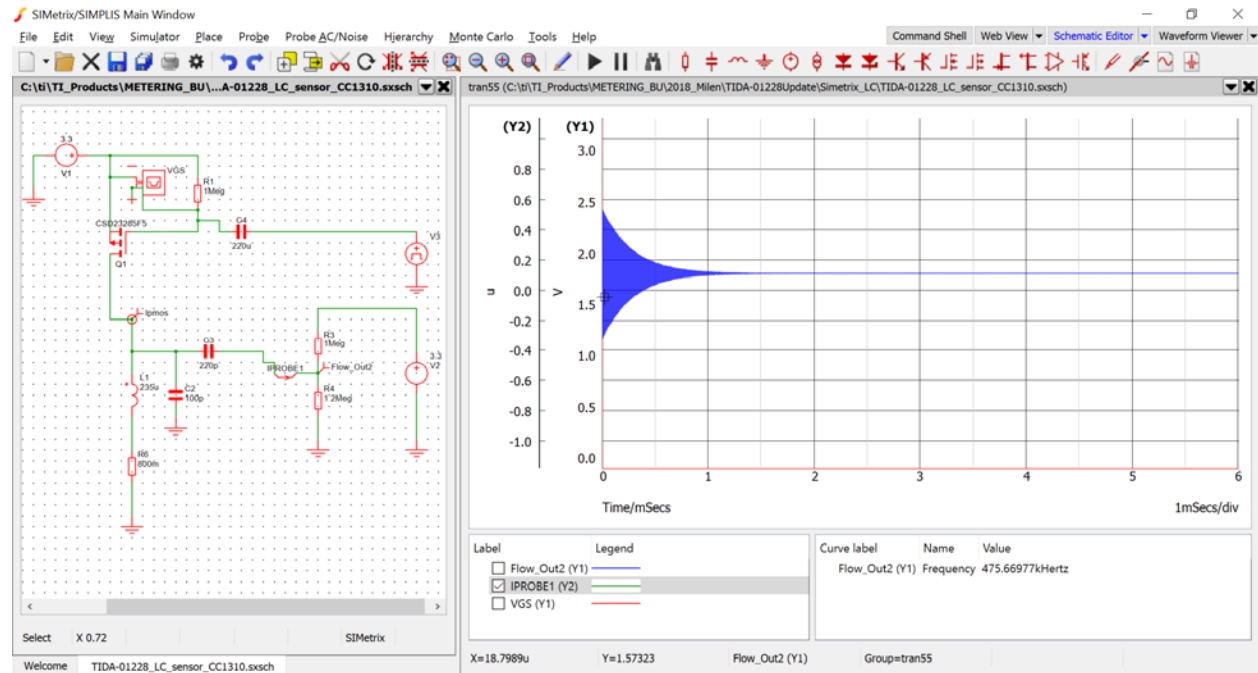 SIMetrix/SIMPLIS Main Window
File Edit View Simulator Place Probe Probe AC/Noise Hierarchy Monte Carlo Tools Help
Command Shell Web View Schematic Editor Waveform Viewer
C:\ti\TI_Products\METERING_BU\...A-01228_LC_sensor_CC1310.sxsch)
3.3
V1
VGS
R1
1Meg
CSD23285F5
Q1
C4
220u
V3
Ipmos
C3
220p
IPROBE1
R3
1Meg
Flow_Out2
3.3
V2
L1
235u
C2
100p
R4
1.2Meg
R6
800m
Select X 0.72 SIMetrix
Welcome TIDA-01228_LC_sensor_CC1310.sxsch
tran55 (C:\ti\TI_Products\METERING_BU\2018_Milen\TIDA-01228Update\Simetrix_LC\TIDA-01228_LC_sensor_CC1310.sxsch)
(Y2) (Y1)
3.0
0.8
0.6 2.5
0.4
0.2 2.0
u 0.0 V
1.5
-0.2
-0.4 1.0
-0.6
-0.8 0.5
-1.0
0.0
0 1 2 3 4 5 6
Time/mSecs 1mSecs/div
Label Legend
Flow_Out2 (Y1)
IPROBE1 (Y2)
VGS (Y1)
Curve label Name Value
Flow_Out2 (Y1) Frequency 475.66977kHertz
X=18.7989u Y=1.57323 Flow_Out2 (Y1) Group=tran55